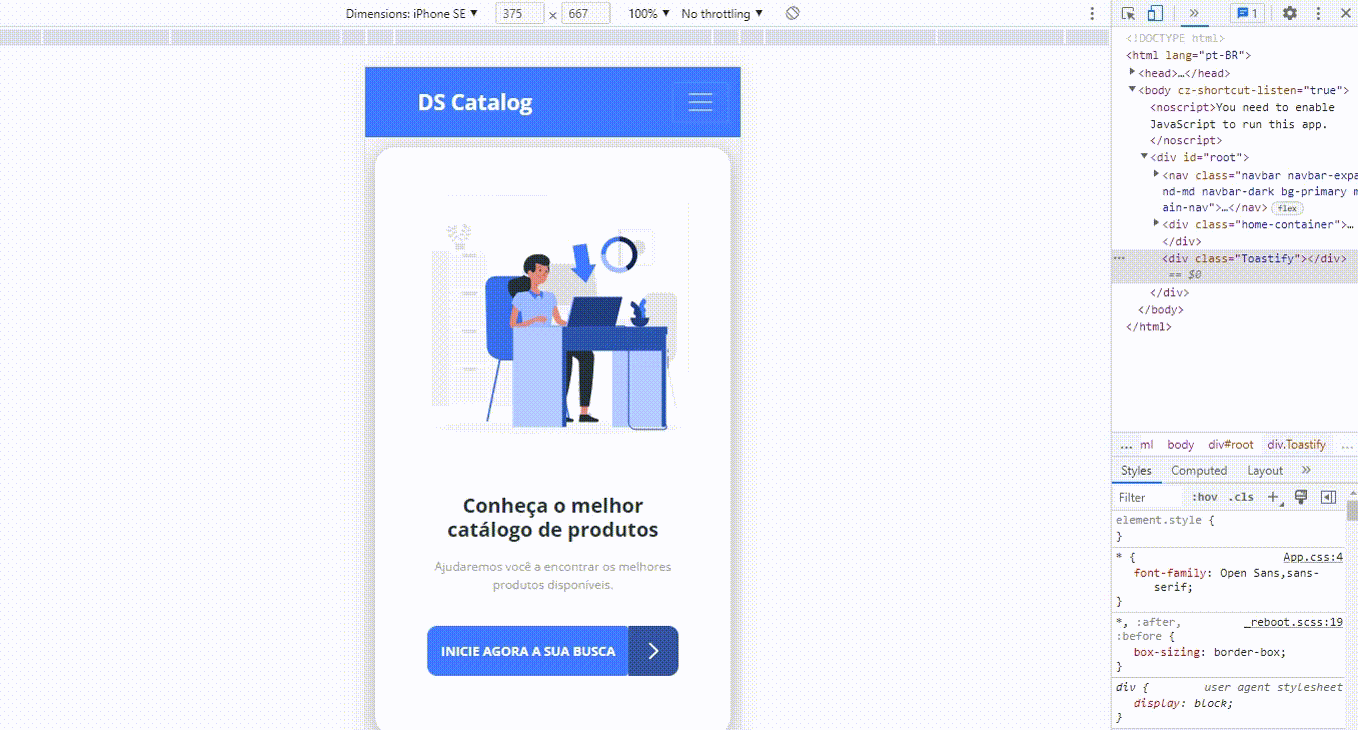 Dimensions: iPhone SE ▼ 375 × 667 100% ▼ No throttling ▼
1
DS Catalog
Conheça o melhor
catálogo de produtos
Ajudaremos você a encontrar os melhores
produtos disponíveis.
INICIE AGORA A SUA BUSCA
<!DOCTYPE html>
<html lang="pt-BR">
<head>…</head>
<body cz-shortcut-listen="true">
<noscript>You need to enable
JavaScript to run this app.
</noscript>
<div id="root">
<nav class="navbar navbar-expa
nd-md navbar-dark bg-primary m
ain-nav">…</nav> flex
<div class="home-container">…
</div>
<div class="Toastify"></div>
== $0
</div>
</body>
</html>
... ml body div#root div.Toastify ...
Styles Computed Layout »
Filter :hov .cls +
element.style {
}
* { App.css:4
font-family: Open Sans,sans-
serif;
}
*, :after, _reboot.scss:19
:before {
box-sizing: border-box;
}
div { user agent stylesheet
display: block;
}